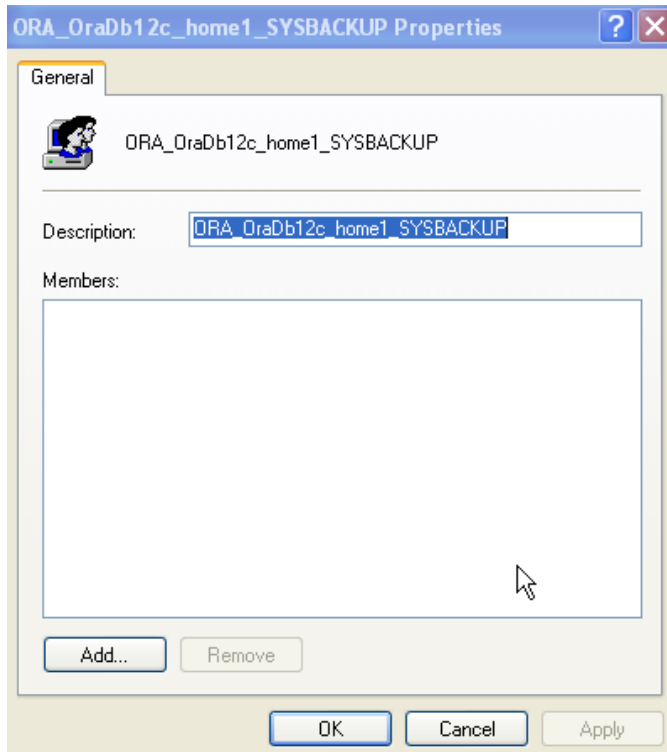 ORA_OraDb12c_home1_SYSBACKUP Properties
General
ORA_OraDb12c_home1_SYSBACKUP
Description: ORA_OraDb12c_home1_SYSBACKUP
Members:
Add... Remove
OK Cancel Apply